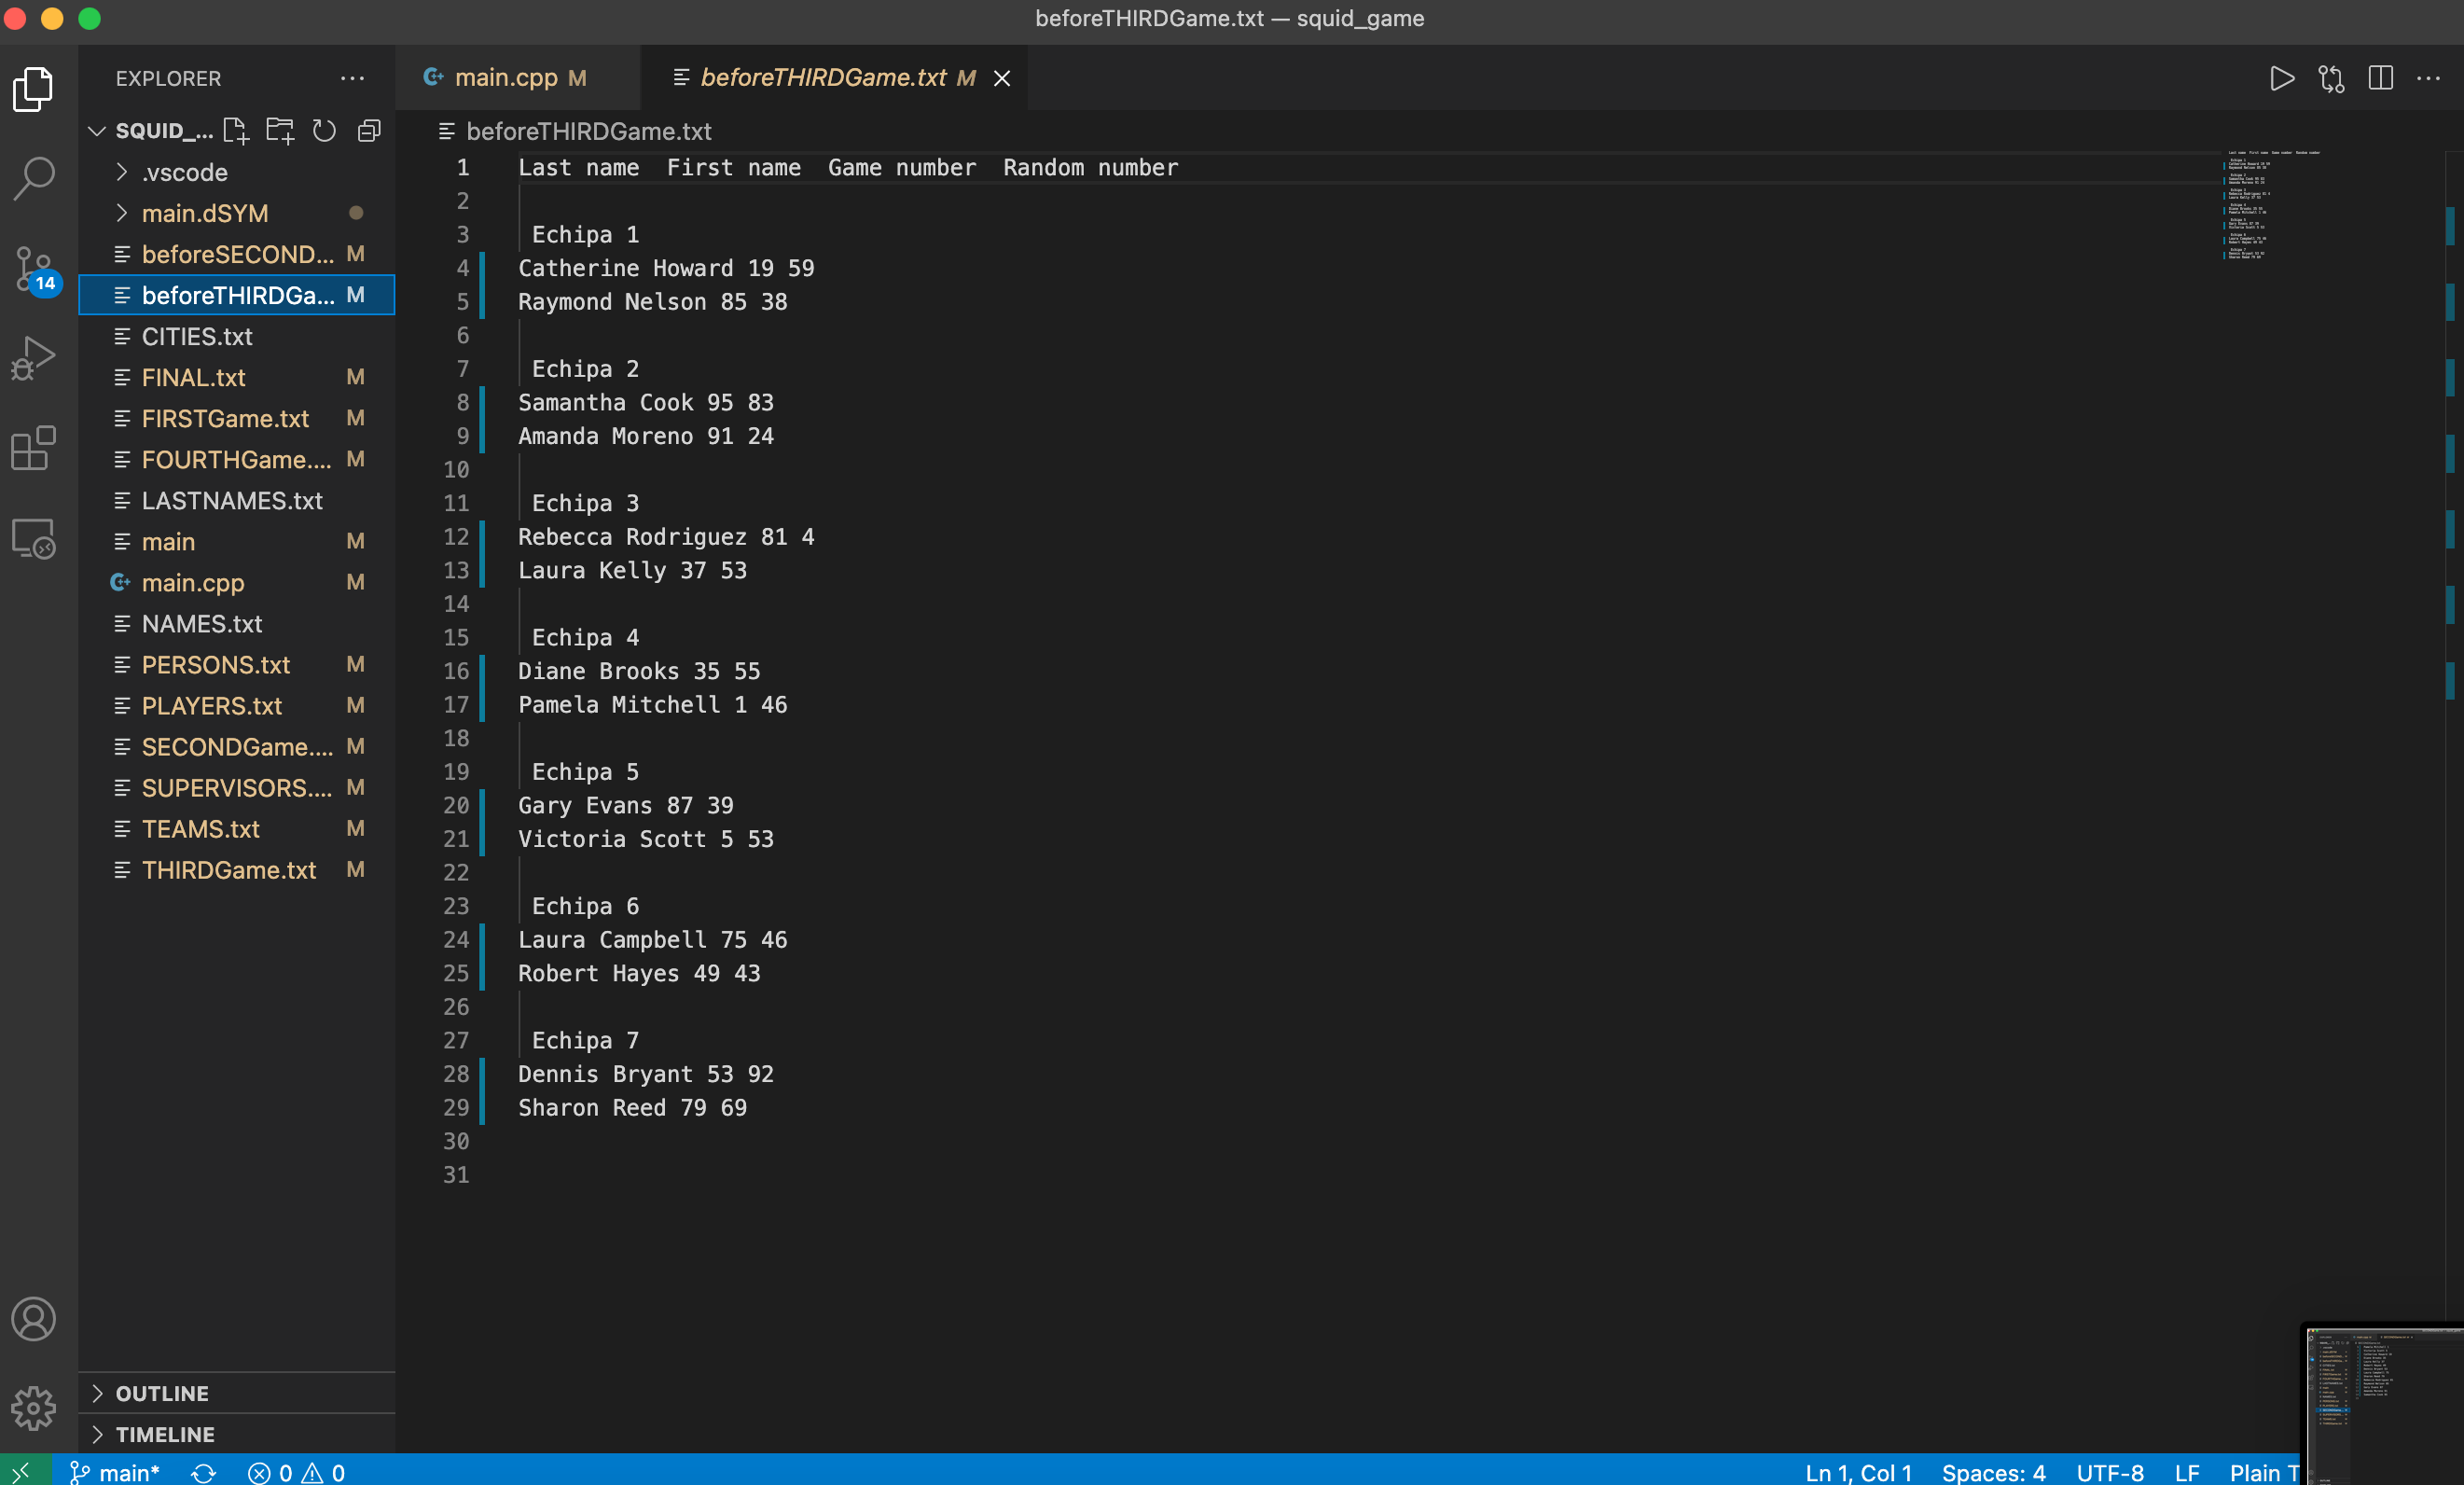 beforeTHIRDGame.txt — squid_game
EXPLORER
SQUID_...
.vscode
main.dSYM
beforeSECOND... M
beforeTHIRDGa... M
CITIES.txt
FINAL.txt M
FIRSTGame.txt M
FOURTHGame.... M
LASTNAMES.txt
main M
main.cpp M
NAMES.txt
PERSONS.txt M
PLAYERS.txt M
SECONDGame.... M
SUPERVISORS.... M
TEAMS.txt M
THIRDGame.txt M
14
OUTLINE
TIMELINE
main.cpp M
beforeTHIRDGame.txt M
beforeTHIRDGame.txt
1 Last name  First name  Game number  Random number
2
3 Echipa 1
4 Catherine Howard 19 59
5 Raymond Nelson 85 38
6
7 Echipa 2
8 Samantha Cook 95 83
9 Amanda Moreno 91 24
10
11 Echipa 3
12 Rebecca Rodriguez 81 4
13 Laura Kelly 37 53
14
15 Echipa 4
16 Diane Brooks 35 55
17 Pamela Mitchell 1 46
18
19 Echipa 5
20 Gary Evans 87 39
21 Victoria Scott 5 53
22
23 Echipa 6
24 Laura Campbell 75 46
25 Robert Hayes 49 43
26
27 Echipa 7
28 Dennis Bryant 53 92
29 Sharon Reed 79 69
30
31
main* 0 0 Ln 1, Col 1 Spaces: 4 UTF-8 LF Plain T